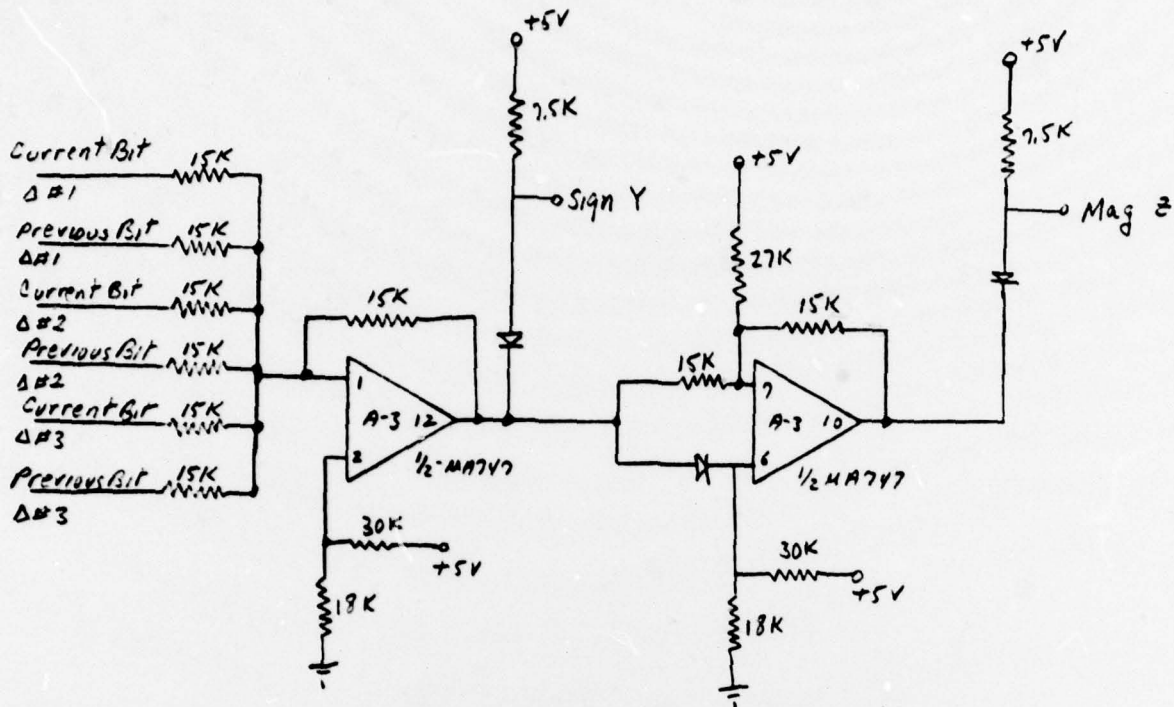 +5V
7.5K
Sign Y
+5V
7.5K
Mag Z
Current Bit
Δ#1
15K
Previous Bit
Δ#1
15K
Current Bit
Δ#2
15K
Previous Bit
Δ#2
15K
Current Bit
Δ#3
15K
Previous Bit
Δ#3
15K
15K
1
2
A-3 12
1/2-MA747
30K
+5V
18K
+5V
27K
15K
15K
7
6
A-3 10
1/2 MA747
30K
+5V
18K